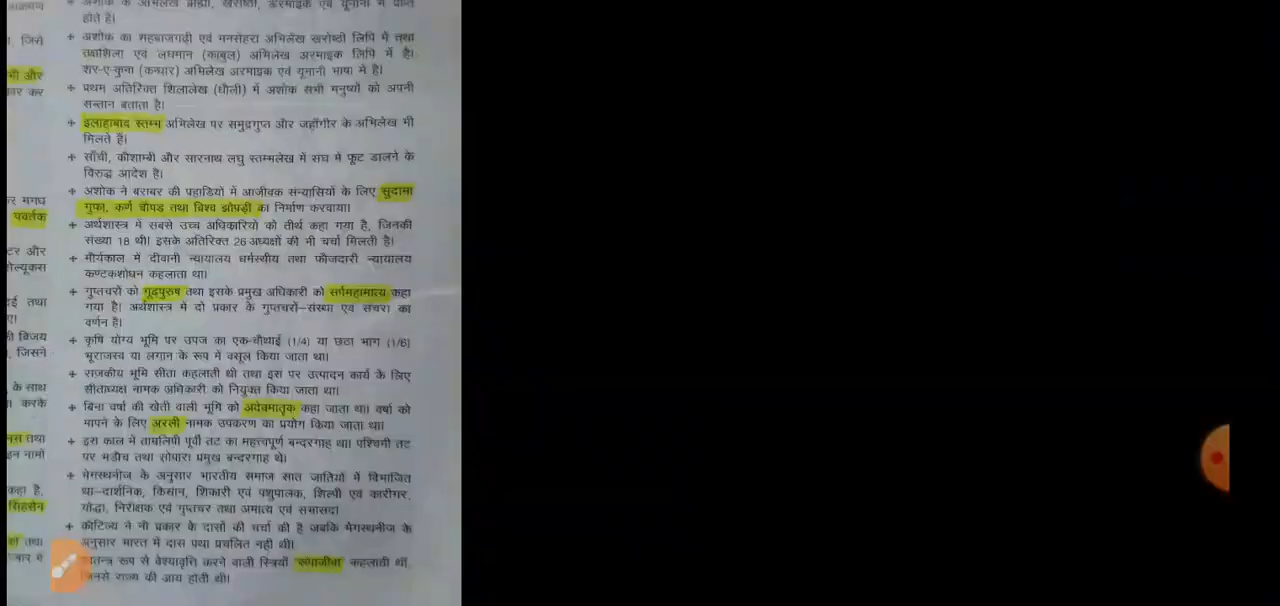 अशोक के अभिलेख ब्राह्मी, खरोष्ठी, अरमाइक एवं यूनानी में प्राप्त
होते हैं।
+ अशोक का शहबाजगढ़ी एवं मनसेहरा अभिलेख खरोष्ठी लिपि में तथा
तक्षशिला एवं लघमान (काबुल) अभिलेख अरमाइक लिपि में है।
शर-ए-कुना (कन्धार) अभिलेख अरमाइक एवं यूनानी भाषा में है।
+ प्रथम अतिरिक्त शिलालेख (धौली) में अशोक सभी मनुष्यों को अपनी
सन्तान बताता है।
+ इलाहाबाद स्तम्भ अभिलेख पर समुद्रगुप्त और जहाँगीर के अभिलेख भी
मिलते हैं।
+ साँची, कौशाम्बी और सारनाथ लघु स्तम्भलेख में संघ में फूट डालने के
विरुद्ध आदेश है।
+ अशोक ने बराबर की पहाड़ियों में आजीवक सन्यासियों के लिए सुदामा
गुफा, कर्ण चौपड़ तथा विश्व झोपड़ी का निर्माण करवाया।
+ अर्थशास्त्र में सबसे उच्च अधिकारियों को तीर्थ कहा गया है, जिनकी
संख्या 18 थी। इसके अतिरिक्त 26 अध्यक्षों की भी चर्चा मिलती है।
+ मौर्यकाल में दीवानी न्यायालय धर्मस्थीय तथा फौजदारी न्यायालय
कण्टकशोधन कहलाता था।
+ गुप्तचरों को गूढ़पुरुष तथा इसके प्रमुख अधिकारी को सर्पमहामात्य कहा
गया है। अर्थशास्त्र में दो प्रकार के गुप्तचरों–संस्था एवं संचरा का
वर्णन है।
+ कृषि योग्य भूमि पर उपज का एक-चौथाई (1/4) या छठा भाग (1/6)
भूराजस्व या लगान के रूप में वसूल किया जाता था।
+ राजकीय भूमि सीता कहलाती थी तथा इस पर उत्पादन कार्य के लिए
सीताध्यक्ष नामक अधिकारी को नियुक्त किया जाता था।
+ बिना वर्षा की खेती वाली भूमि को अदेवमातृक कहा जाता था। वर्षा को
मापने के लिए अरली नामक उपकरण का प्रयोग किया जाता था।
+ इस काल में ताम्रलिपी पूर्वी तट का महत्त्वपूर्ण बन्दरगाह था। पश्चिमी तट
पर भड़ौच तथा सोपारा प्रमुख बन्दरगाह थे।
+ मेगस्थनीज के अनुसार भारतीय समाज सात जातियों में विभाजित
था–दार्शनिक, किसान, शिकारी एवं पशुपालक, शिल्पी एवं कारीगर,
योद्धा, निरीक्षक एवं गुप्तचर तथा अमात्य एवं सभासद।
+ कौटिल्य ने नौ प्रकार के दासों की चर्चा की है जबकि मेगस्थनीज के
अनुसार भारत में दास प्रथा प्रचलित नहीं थी।
स्वतन्त्र रूप से वेश्यावृत्ति करने वाली स्त्रियाँ 'रूपाजीवा' कहलाती थीं,
जिनसे राज्य की आय होती थी।